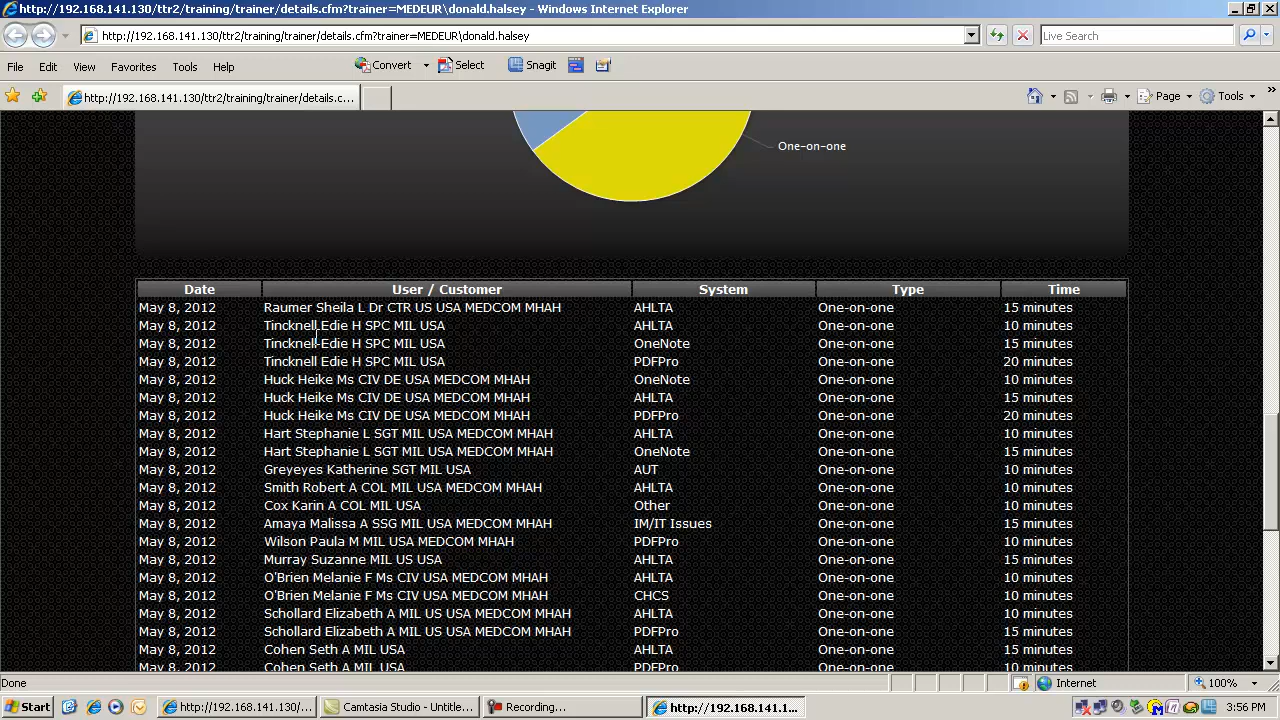 http://192.168.141.130/ttr2/training/trainer/details.cfm?trainer=MEDEUR\donald.halsey - Windows Internet Explorer
http://192.168.141.130/ttr2/training/trainer/details.cfm?trainer=MEDEUR\donald.halsey
Live Search
File Edit View Favorites Tools Help Convert Select Snagit
http://192.168.141.130/ttr2/training/trainer/details.c... Page Tools »
One-on-one
Date User / Customer System Type Time
May 8, 2012 Raumer Sheila L Dr CTR US USA MEDCOM MHAH AHLTA One-on-one 15 minutes
May 8, 2012 Tincknell Edie H SPC MIL USA AHLTA One-on-one 10 minutes
May 8, 2012 Tincknell Edie H SPC MIL USA OneNote One-on-one 15 minutes
May 8, 2012 Tincknell Edie H SPC MIL USA PDFPro One-on-one 20 minutes
May 8, 2012 Huck Heike Ms CIV DE USA MEDCOM MHAH OneNote One-on-one 10 minutes
May 8, 2012 Huck Heike Ms CIV DE USA MEDCOM MHAH AHLTA One-on-one 15 minutes
May 8, 2012 Huck Heike Ms CIV DE USA MEDCOM MHAH PDFPro One-on-one 20 minutes
May 8, 2012 Hart Stephanie L SGT MIL USA MEDCOM MHAH AHLTA One-on-one 10 minutes
May 8, 2012 Hart Stephanie L SGT MIL USA MEDCOM MHAH OneNote One-on-one 15 minutes
May 8, 2012 Greyeyes Katherine SGT MIL USA AUT One-on-one 10 minutes
May 8, 2012 Smith Robert A COL MIL USA MEDCOM MHAH AHLTA One-on-one 10 minutes
May 8, 2012 Cox Karin A COL MIL USA Other One-on-one 10 minutes
May 8, 2012 Amaya Malissa A SSG MIL USA MEDCOM MHAH IM/IT Issues One-on-one 15 minutes
May 8, 2012 Wilson Paula M MIL USA MEDCOM MHAH PDFPro One-on-one 10 minutes
May 8, 2012 Murray Suzanne MIL US USA AHLTA One-on-one 15 minutes
May 8, 2012 O'Brien Melanie F Ms CIV USA MEDCOM MHAH AHLTA One-on-one 10 minutes
May 8, 2012 O'Brien Melanie F Ms CIV USA MEDCOM MHAH CHCS One-on-one 10 minutes
May 8, 2012 Schollard Elizabeth A MIL US USA MEDCOM MHAH AHLTA One-on-one 10 minutes
May 8, 2012 Schollard Elizabeth A MIL US USA MEDCOM MHAH PDFPro One-on-one 15 minutes
May 8, 2012 Cohen Seth A MIL USA AHLTA One-on-one 15 minutes
May 8, 2012 Cohen Seth A MIL USA PDFPro One-on-one 10 minutes
Done Internet 100%
Start http://192.168.141.130/... Camtasia Studio - Untitle... Recording... http://192.168.141.1... 3:56 PM